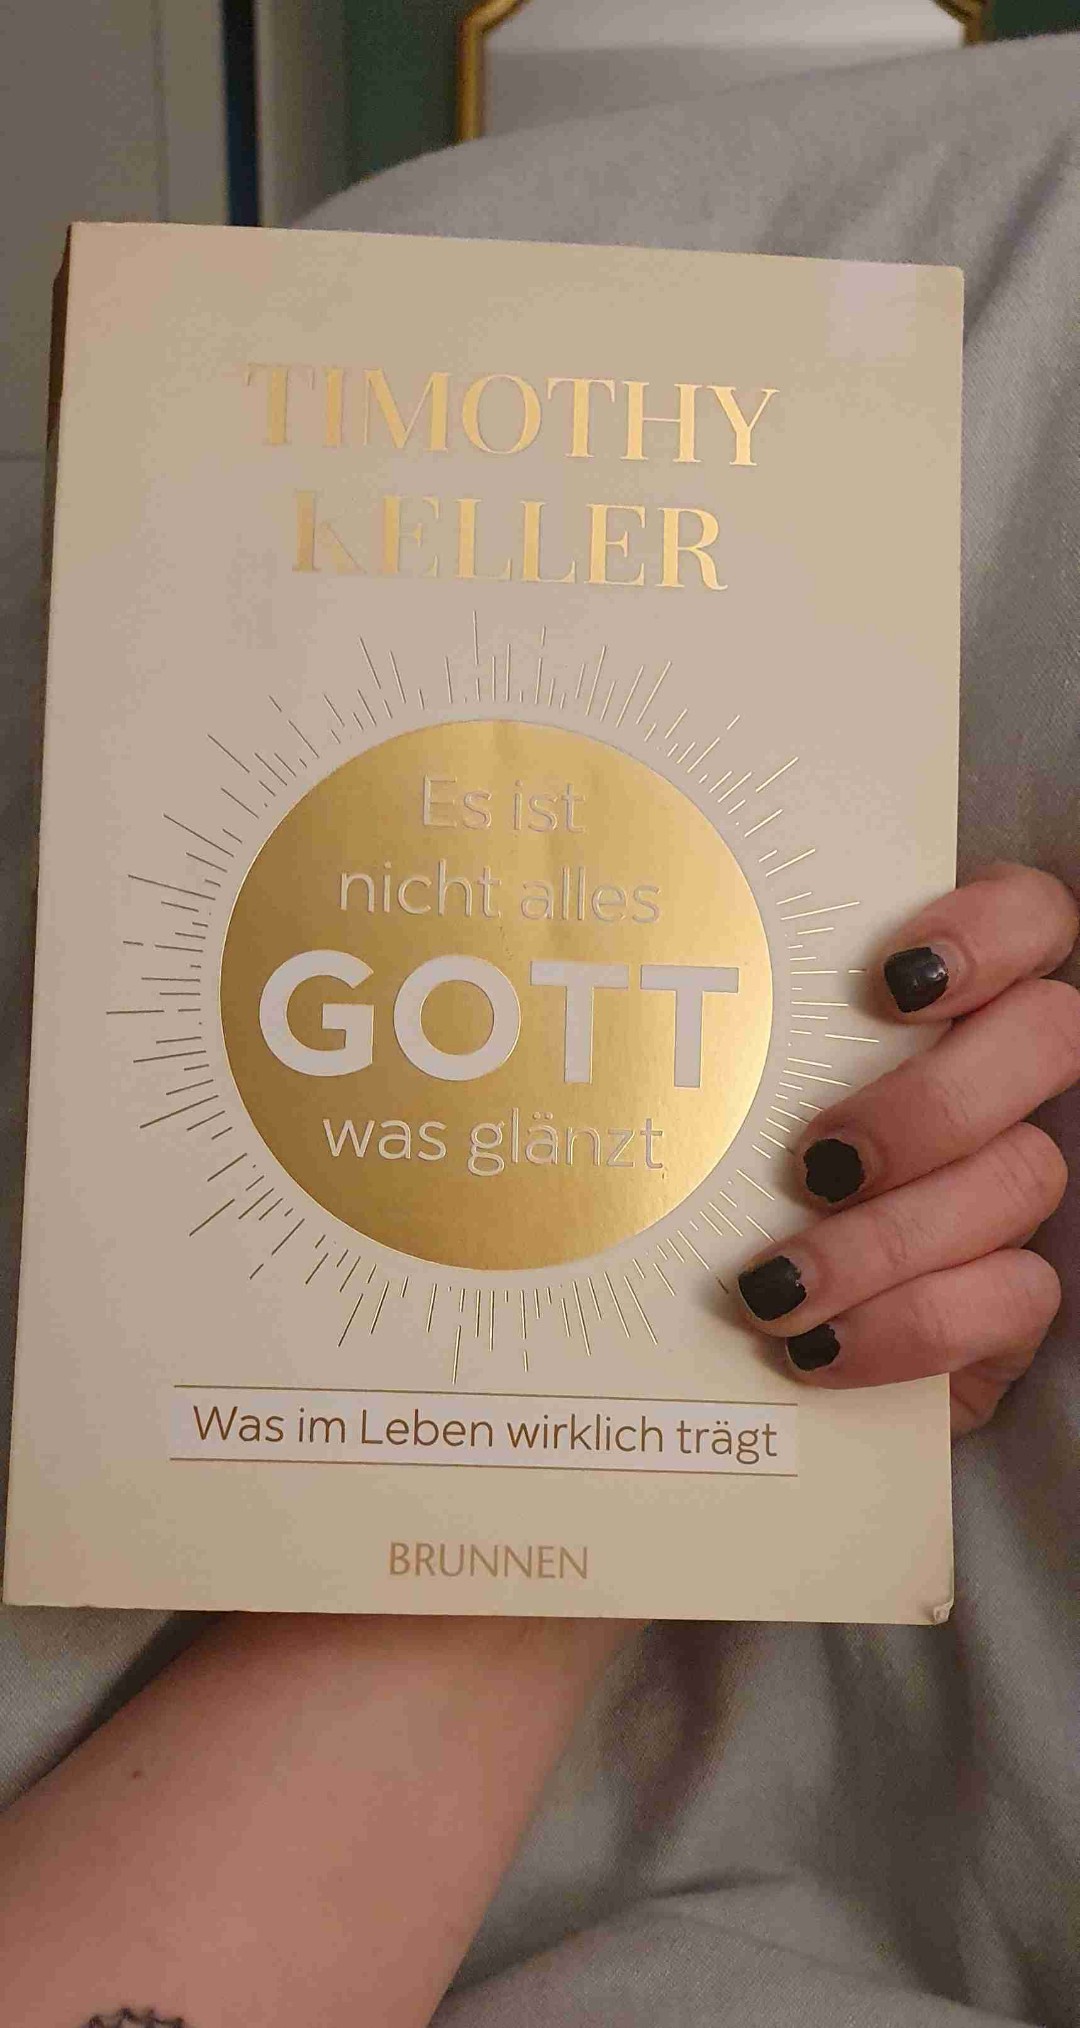 TIMOTHY
KELLER
Es ist
nicht alles
GOTT
was glänzt
Was im Leben wirklich trägt
BRUNNEN